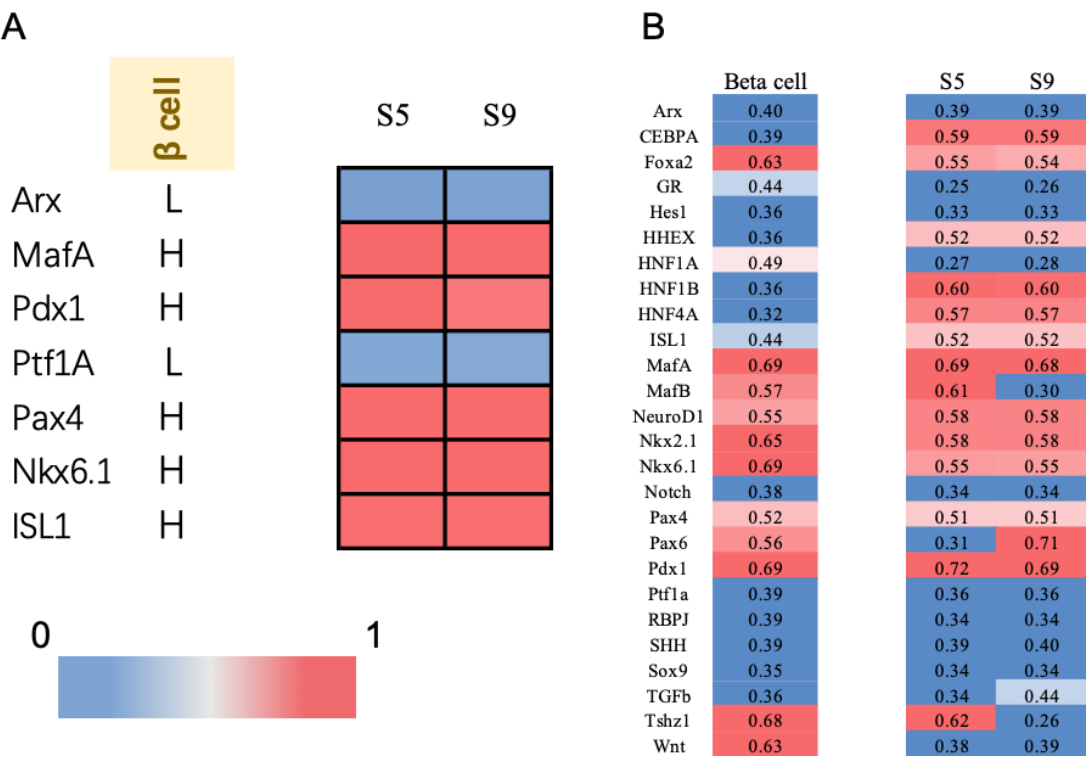 A
β cell
S5 S9
Arx L
MafA H
Pdx1 H
Ptf1A L
Pax4 H
Nkx6.1 H
ISL1 H
0 1
B
Beta cell S5 S9
Arx 0.40 0.39 0.39
CEBPA 0.39 0.59 0.59
Foxa2 0.63 0.55 0.54
GR 0.44 0.25 0.26
Hes1 0.36 0.33 0.33
HHEX 0.36 0.52 0.52
HNF1A 0.49 0.27 0.28
HNF1B 0.36 0.60 0.60
HNF4A 0.32 0.57 0.57
ISL1 0.44 0.52 0.52
MafA 0.69 0.69 0.68
MafB 0.57 0.61 0.30
NeuroD1 0.55 0.58 0.58
Nkx2.1 0.65 0.58 0.58
Nkx6.1 0.69 0.55 0.55
Notch 0.38 0.34 0.34
Pax4 0.52 0.51 0.51
Pax6 0.56 0.31 0.71
Pdx1 0.69 0.72 0.69
Ptf1a 0.39 0.36 0.36
RBPJ 0.39 0.34 0.34
SHH 0.39 0.39 0.40
Sox9 0.35 0.34 0.34
TGFb 0.36 0.34 0.44
Tshz1 0.68 0.62 0.26
Wnt 0.63 0.38 0.39